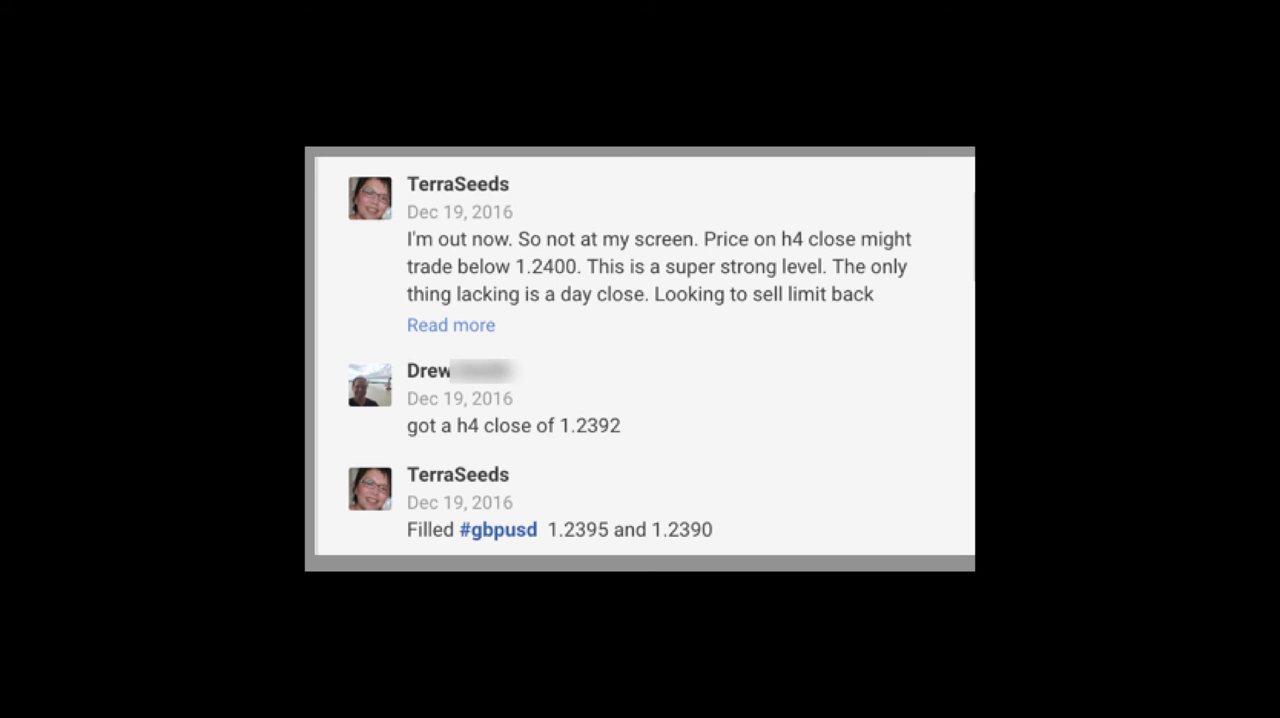 TerraSeeds
Dec 19, 2016
I'm out now. So not at my screen. Price on h4 close might
trade below 1.2400. This is a super strong level. The only
thing lacking is a day close. Looking to sell limit back
Read more
Drew
Dec 19, 2016
got a h4 close of 1.2392
TerraSeeds
Dec 19, 2016
Filled #gbpusd 1.2395 and 1.2390